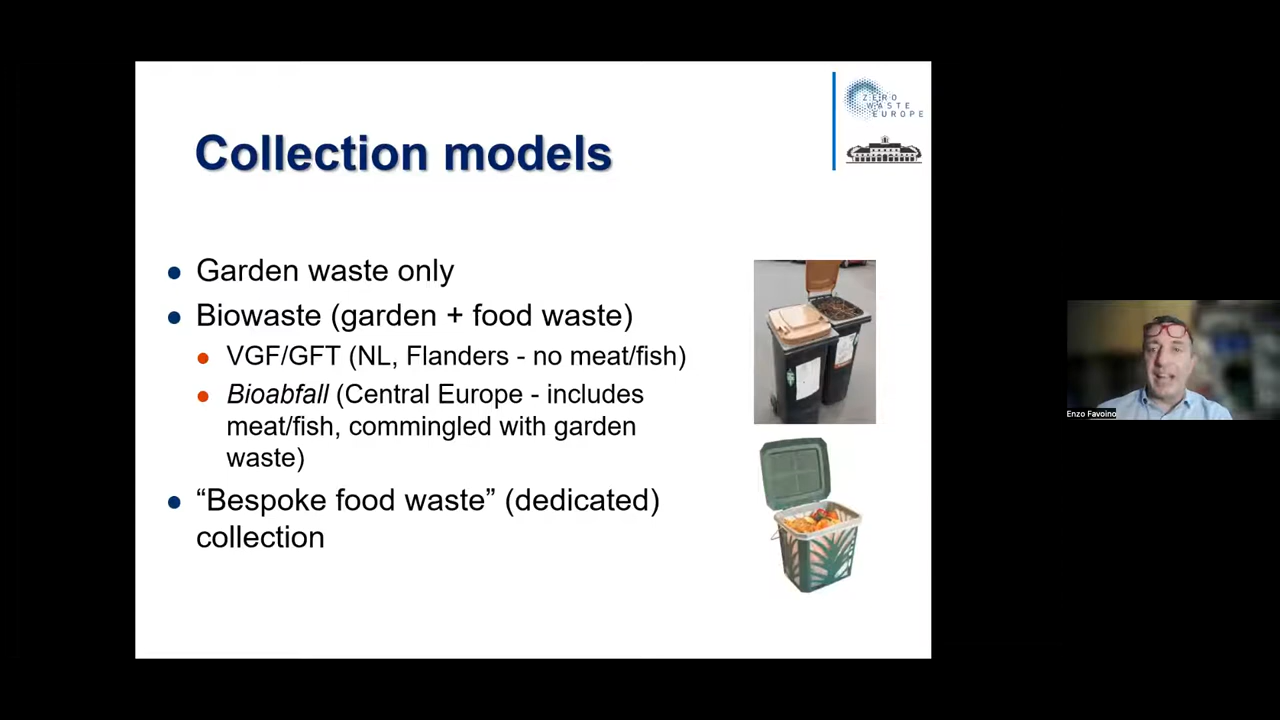 Collection models
ZERO
WASTE
EUROPE
Garden waste only
Biowaste (garden + food waste)
VGF/GFT (NL, Flanders - no meat/fish)
Bioabfall (Central Europe - includes
meat/fish, commingled with garden
waste)
“Bespoke food waste” (dedicated)
collection
Enzo Favoino